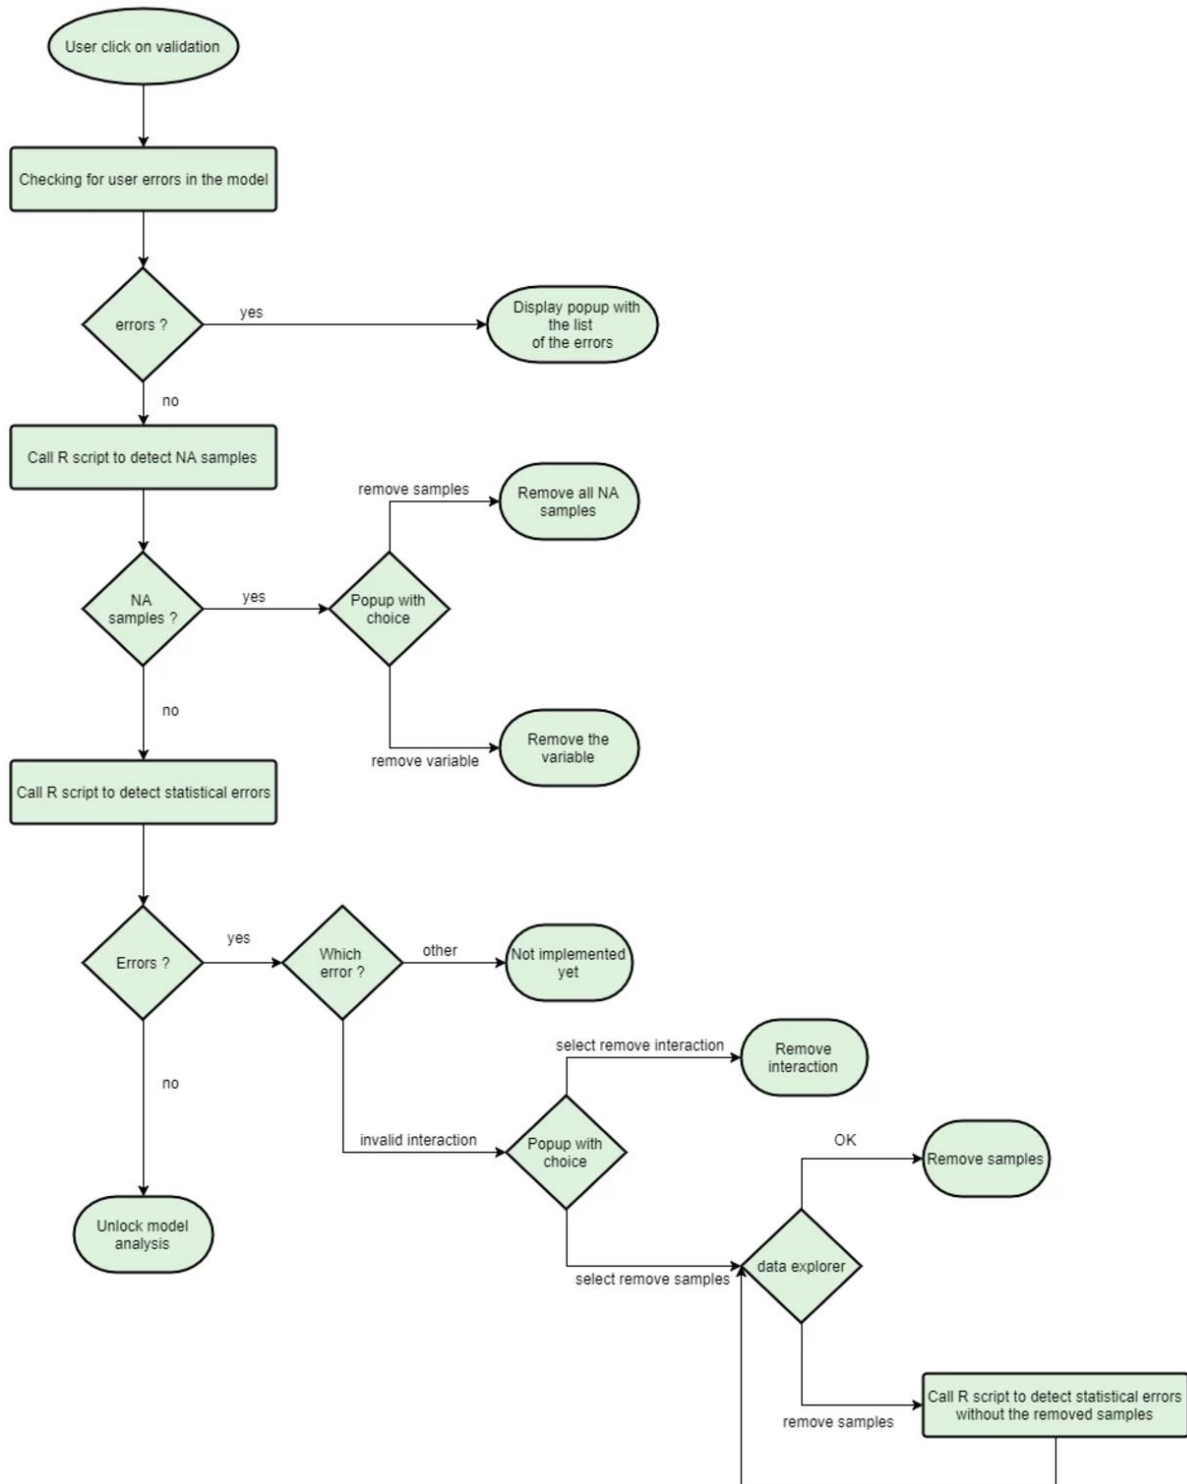 User click on validation
Checking for user errors in the model
errors ?
yes
Display popup with
the list
of the errors
no
Call R script to detect NA samples
remove samples
Remove all NA
samples
NA
samples ?
yes
Popup with
choice
no
remove variable
Remove the
variable
Call R script to detect statistical errors
Errors ?
yes
Which
error ?
other
Not implemented
yet
select remove interaction
Remove
interaction
no
invalid interaction
Popup with
choice
OK
Remove samples
Unlock model
analysis
select remove samples
data explorer
remove samples
Call R script to detect statistical errors
without the removed samples